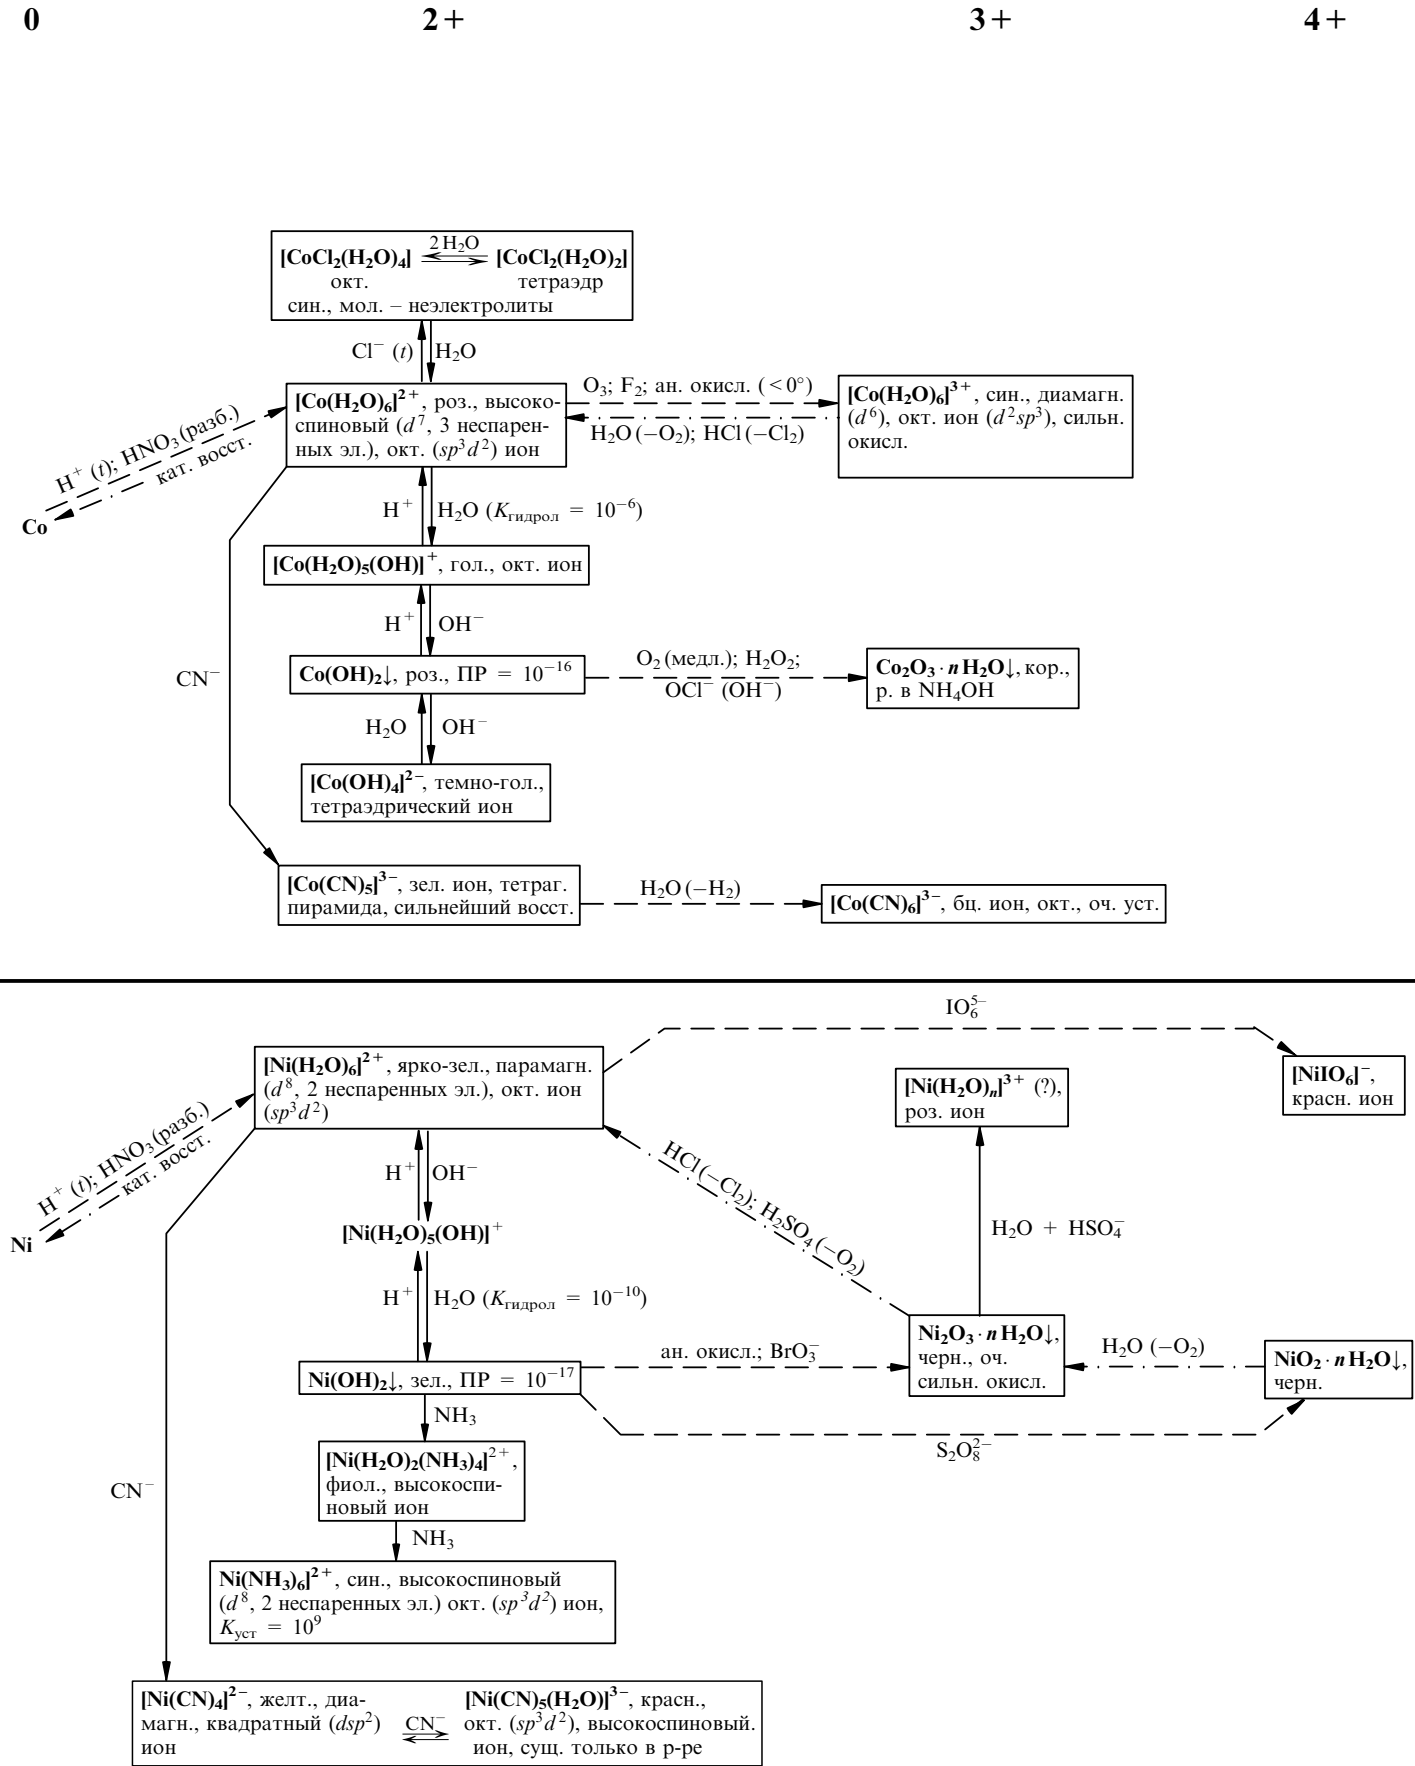 0 2+ 3+ 4+
[CoCl₂(H₂O)₄] 2H₂O ⇌ [CoCl₂(H₂O)₂]
окт. тетраэдр
син., мол. – неэлектролиты
Cl⁻ (t) H₂O
[Co(H₂O)₆]²⁺, роз., высоко-
спиновый (d⁷, 3 неспарен-
ных эл.), окт. (sp³d²) ион
O₃; F₂; ан. окисл. (<0°)
H₂O (−O₂); HCl (−Cl₂)
[Co(H₂O)₆]³⁺, син., диамагн.
(d⁶), окт. ион (d²sp³), сильн.
окисл.
H⁺ (t); HNO₃ (разб.)
кат. восст.
Co
H⁺ H₂O (Kгидрол = 10⁻⁶)
[Co(H₂O)₅(OH)]⁺, гол., окт. ион
H⁺ OH⁻
CN⁻
Co(OH)₂↓, роз., ПР = 10⁻¹⁶
O₂ (медл.); H₂O₂;
OCl⁻ (OH⁻)
Co₂O₃ · nH₂O↓, кор.,
р. в NH₄OH
H₂O OH⁻
[Co(OH)₄]²⁻, темно-гол.,
тетраэдрический ион
[Co(CN)₅]³⁻, зел. ион, тетраг.
пирамида, сильнейший восст.
H₂O (−H₂)
[Co(CN)₆]³⁻, бц. ион, окт., оч. уст.
IO₆⁵⁻
[Ni(H₂O)₆]²⁺, ярко-зел., парамагн.
(d⁸, 2 неспаренных эл.), окт. ион
(sp³d²)
[Ni(H₂O)ₙ]³⁺ (?),
роз. ион
[NiIO₆]⁻,
красн. ион
H⁺ (t); HNO₃ (разб.)
кат. восст.
Ni
H⁺ OH⁻
HCl (−Cl₂); H₂SO₄ (−O₂)
[Ni(H₂O)₅(OH)]⁺
H₂O + HSO₄⁻
H⁺ H₂O (Kгидрол = 10⁻¹⁰)
Ni(OH)₂↓, зел., ПР = 10⁻¹⁷
ан. окисл.; BrO₃⁻
Ni₂O₃ · nH₂O↓,
черн., оч.
сильн. окисл.
H₂O (−O₂)
NiO₂ · nH₂O↓,
черн.
S₂O₈²⁻
NH₃
[Ni(H₂O)₂(NH₃)₄]²⁺,
фиол., высокоспи-
новый ион
CN⁻
NH₃
Ni(NH₃)₆]²⁺, син., высокоспиновый
(d⁸, 2 неспаренных эл.) окт. (sp³d²) ион,
Kуст = 10⁹
[Ni(CN)₄]²⁻, желт., диа-
магн., квадратный (dsp²)
ион
CN⁻ ⇌
[Ni(CN)₅(H₂O)]³⁻, красн.,
окт. (sp³d²), высокоспиновый.
ион, сущ. только в р-ре